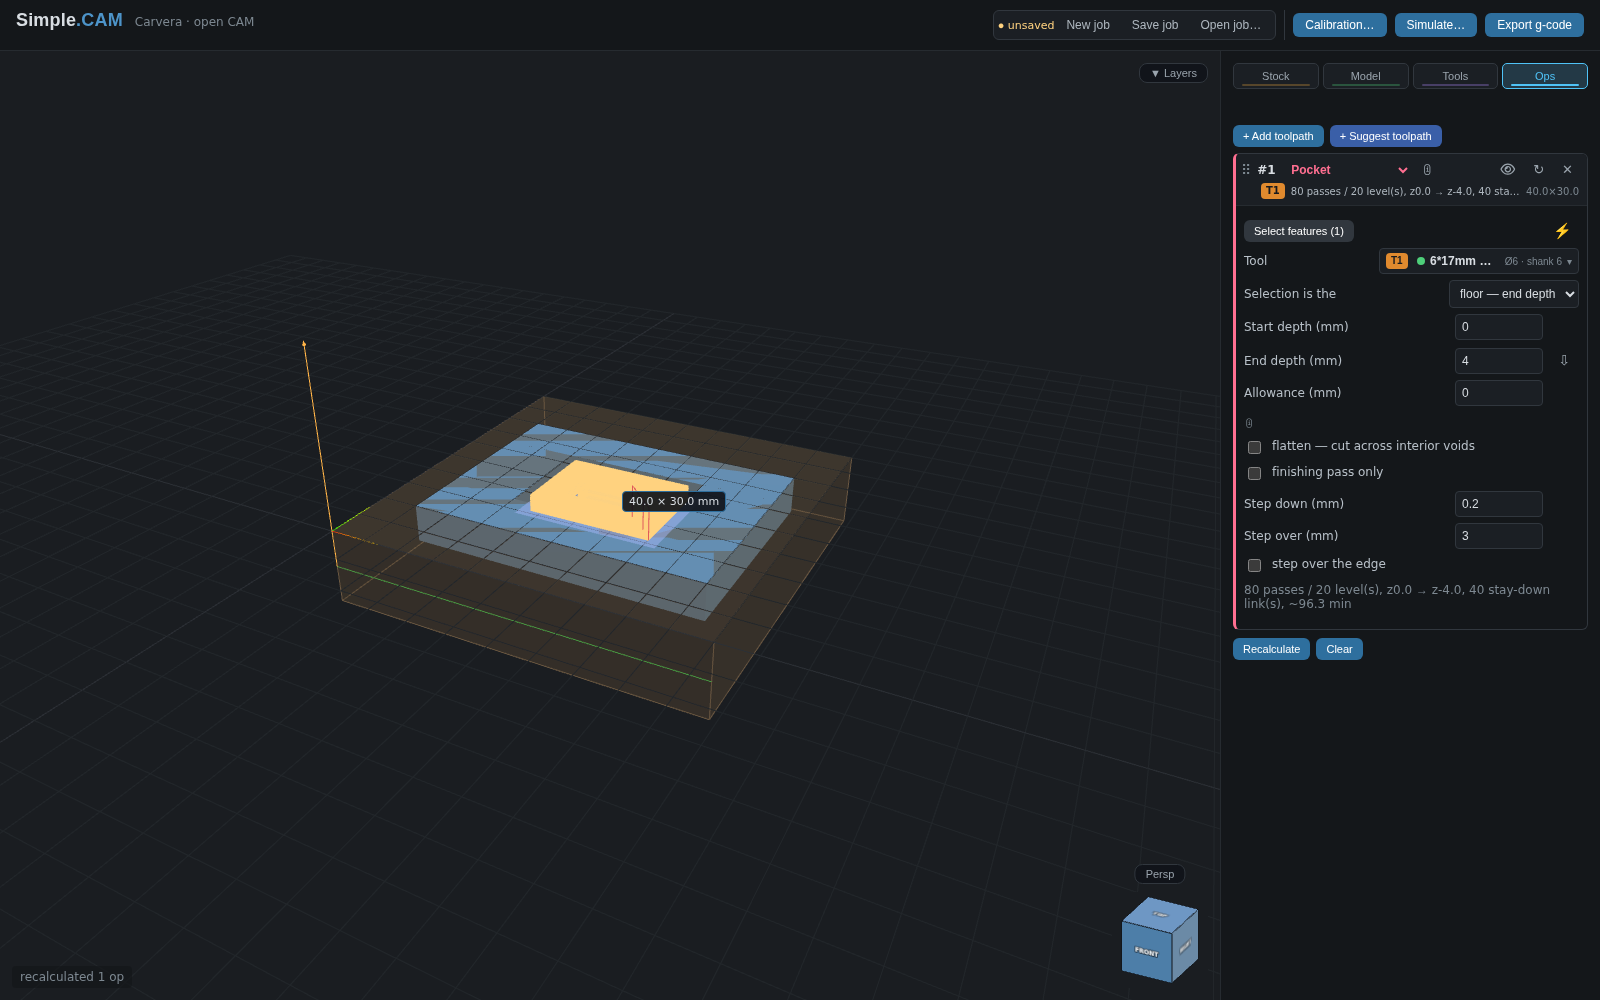 Simple.CAM Carvera · open CAM
● unsaved New job Save job Open job… Calibration… Simulate… Export g-code
▼ Layers
Stock Model Tools Ops
+ Add toolpath + Suggest toolpath
#1 Pocket
T1 80 passes / 20 level(s), z0.0 → z-4.0, 40 sta… 40.0×30.0
Select features (1)
Tool T1 6*17mm … Ø6 · shank 6
Selection is the floor — end depth
Start depth (mm) 0
End depth (mm) 4
Allowance (mm) 0
flatten — cut across interior voids
finishing pass only
Step down (mm) 0.2
Step over (mm) 3
step over the edge
80 passes / 20 level(s), z0.0 → z-4.0, 40 stay-down
link(s), ~96.3 min
Recalculate Clear
40.0 × 30.0 mm
Persp
FRONT
recalculated 1 op